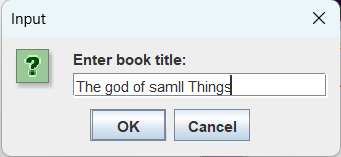 Input
Enter book title:
The god of samll Things
OK Cancel